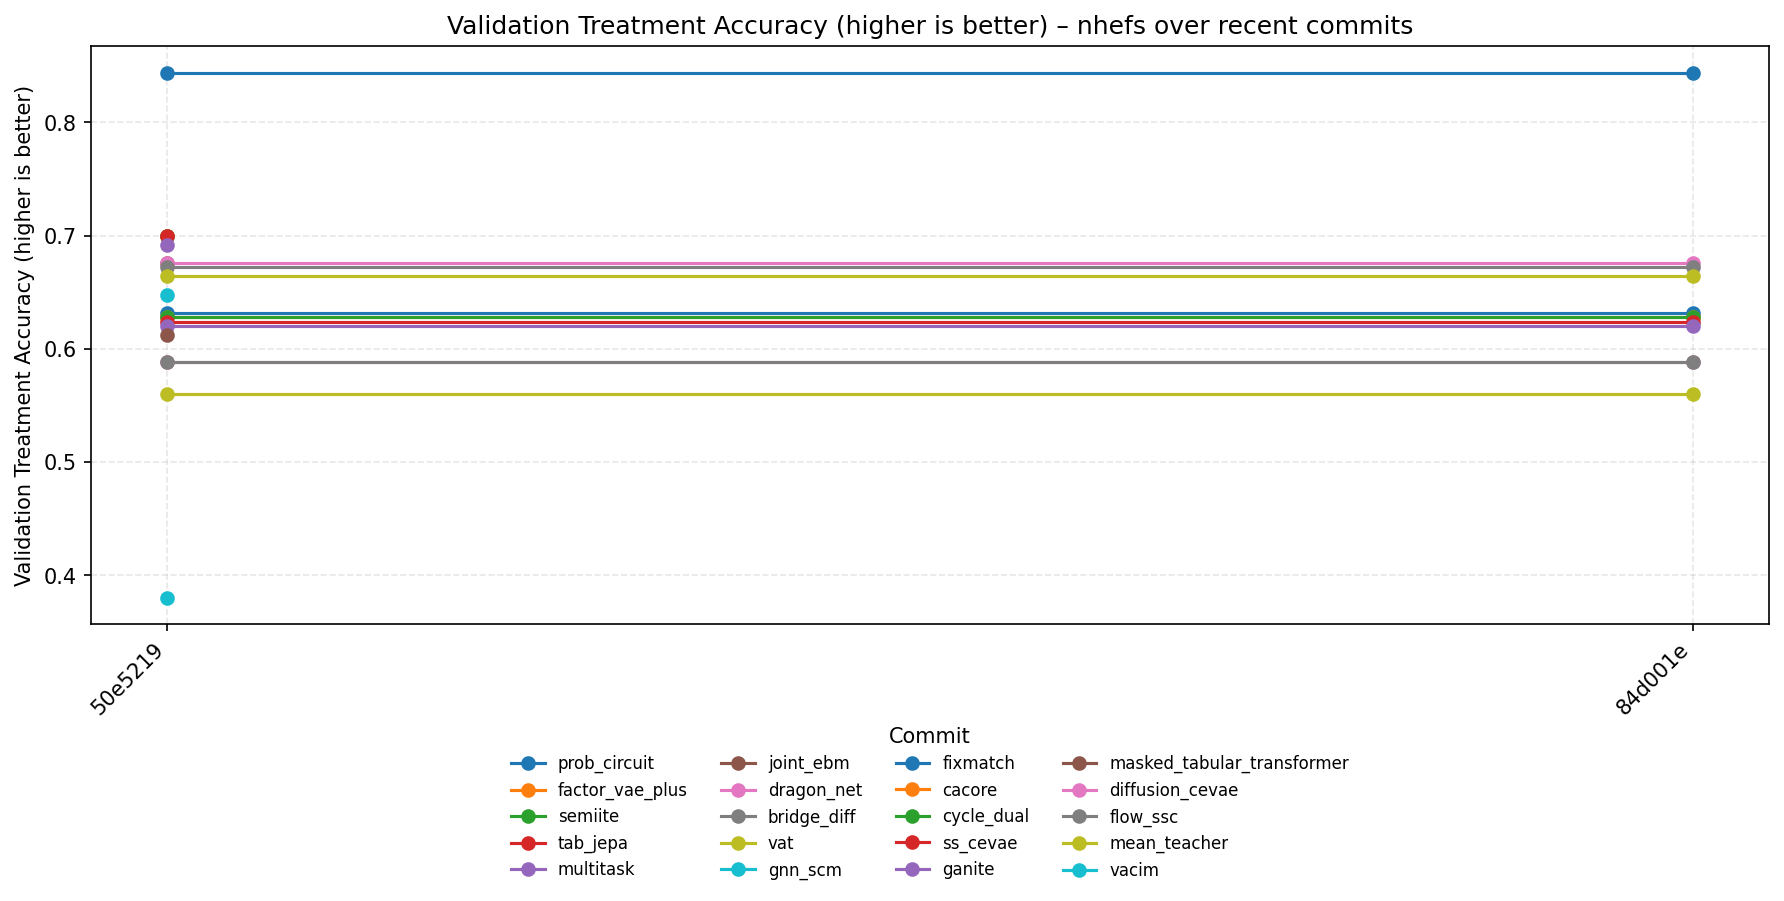 Validation Treatment Accuracy (higher is better) – nhefs over recent commits
Validation Treatment Accuracy (higher is better)
0.8
0.7
0.6
0.5
0.4
50e5219
84d001e
Commit
prob_circuit
factor_vae_plus
semiite
tab_jepa
multitask
joint_ebm
dragon_net
bridge_diff
vat
gnn_scm
fixmatch
cacore
cycle_dual
ss_cevae
ganite
masked_tabular_transformer
diffusion_cevae
flow_ssc
mean_teacher
vacim